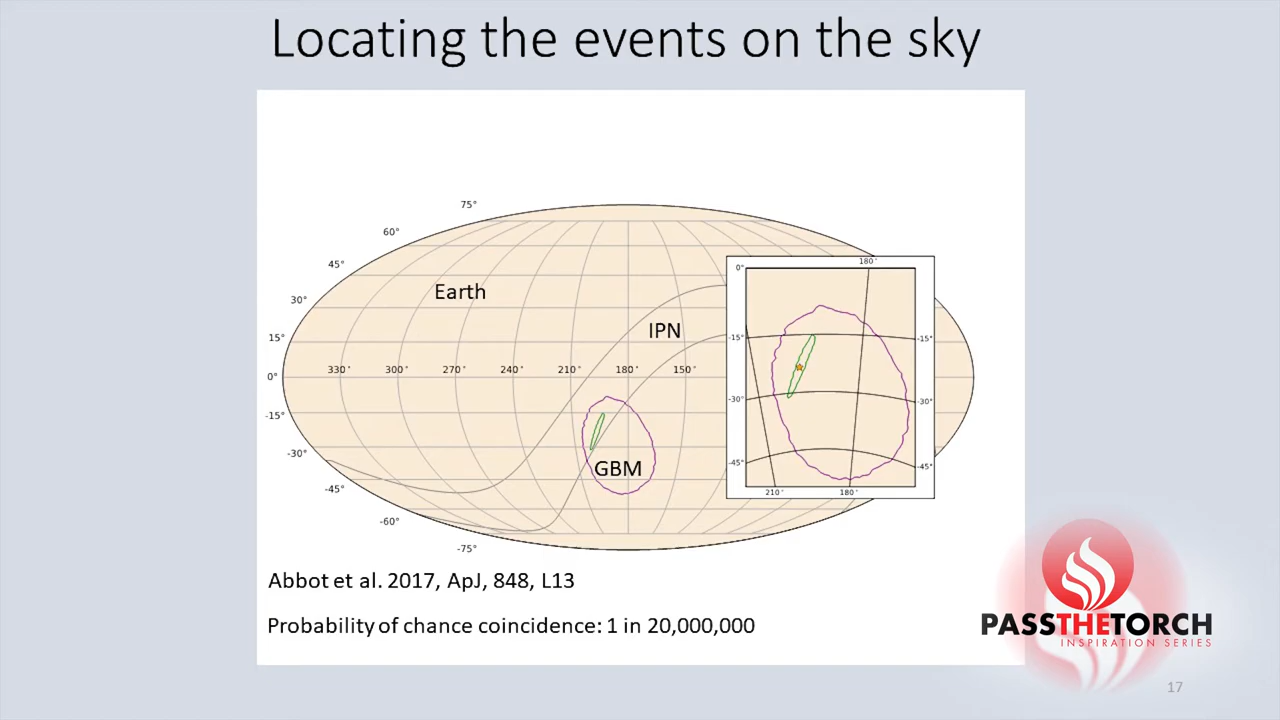 Locating the events on the sky
75°
60°
45°
30°
15°
0°
-15°
-30°
-45°
-60°
-75°
330° 300° 270° 240° 210° 180° 150°
Earth
IPN
GBM
180°
0°
-15° -15°
-30° -30°
-45° -45°
210° 180°
Abbot et al. 2017, ApJ, 848, L13
Probability of chance coincidence: 1 in 20,000,000
PASSTHETORCH
INSPIRATION SERIES
17